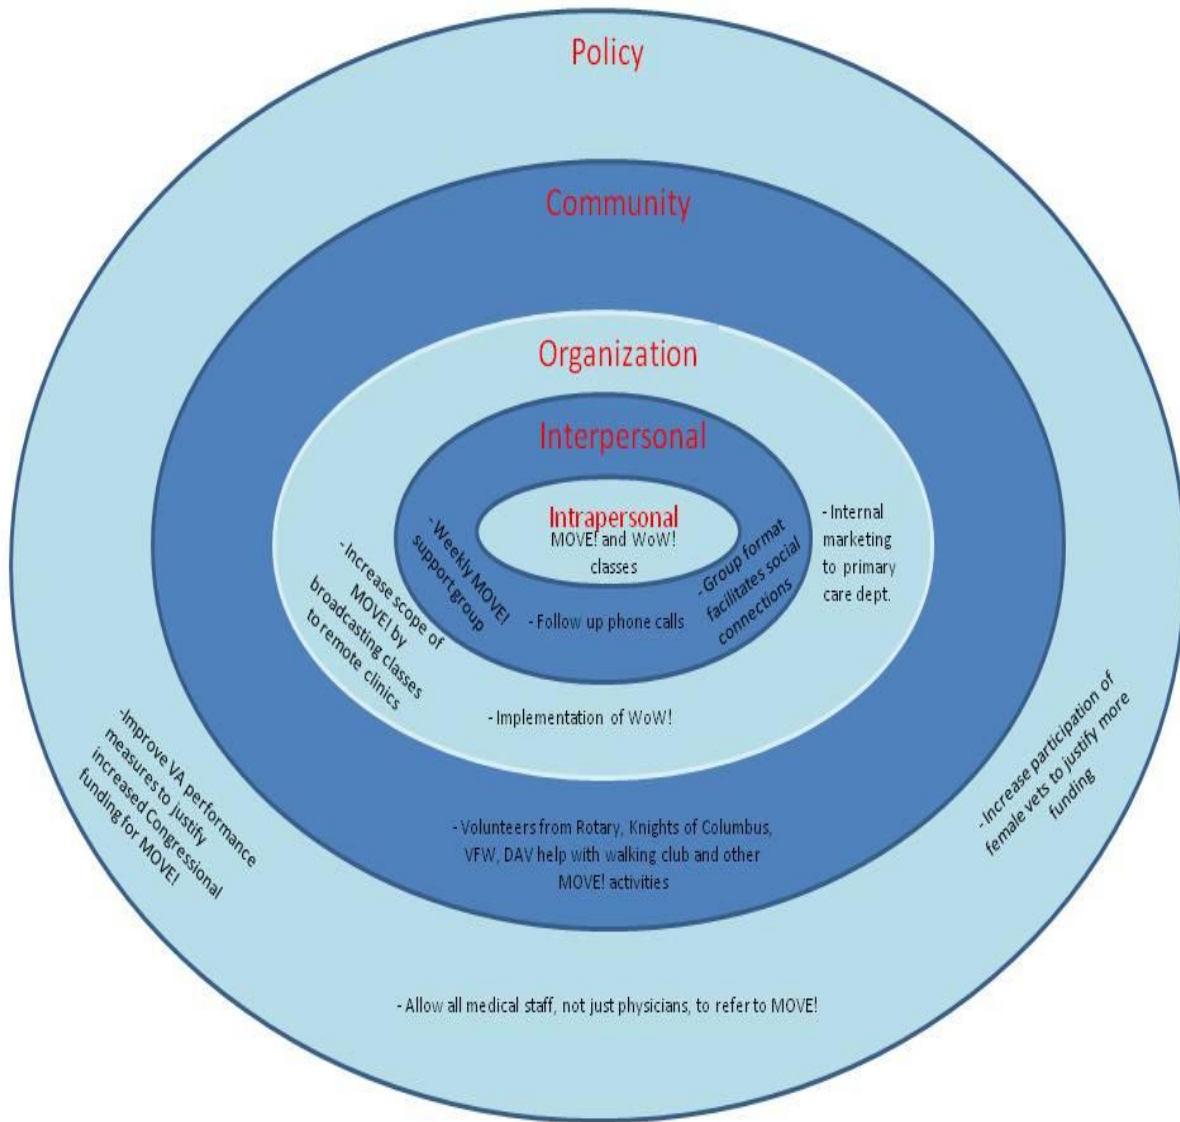 Policy
Community
Organization
Interpersonal
Intrapersonal
MOVE! and WoW!
classes
- Weekly MOVE!
support group
- Follow up phone calls
- Group format
facilitates social
connections
- Increase scope of
MOVE! by
broadcasting classes
to remote clinics
- Implementation of WoW!
- Internal
marketing
to primary
care dept.
- Volunteers from Rotary, Knights of Columbus,
VFW, DAV help with walking club and other
MOVE! activities
-Improve VA performance
measures to justify
increased Congressional
funding for MOVE!
- Allow all medical staff, not just physicians, to refer to MOVE!
-Increase participation of
female vets to justify more
funding